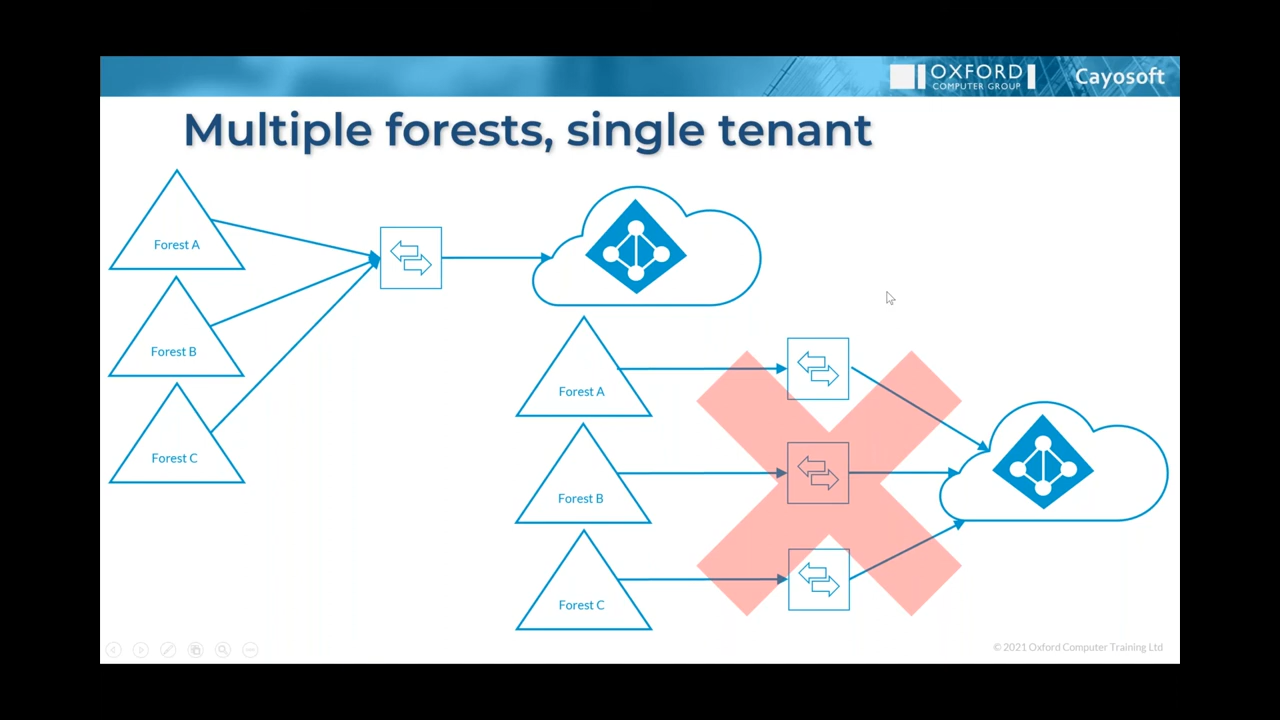 OXFORD
COMPUTER GROUP
Cayosoft
Multiple forests, single tenant
Forest A
Forest B
Forest C
Forest A
Forest B
Forest C
© 2021 Oxford Computer Training Ltd